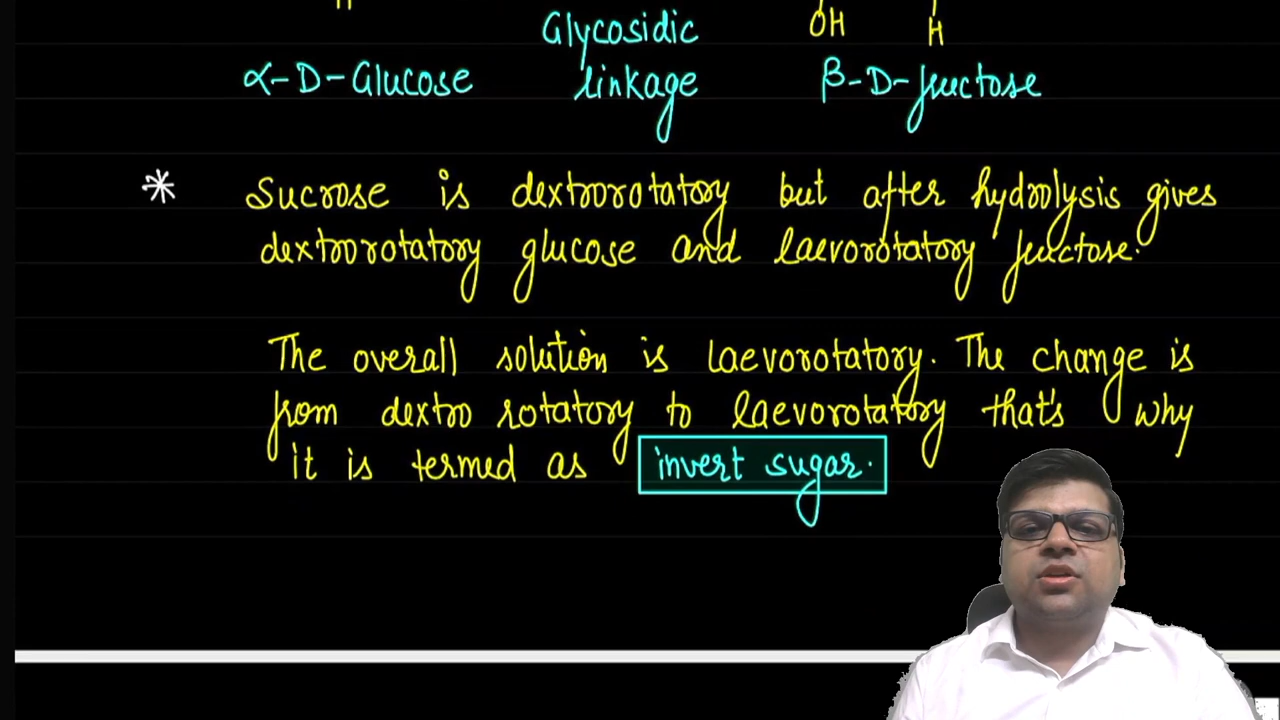 H
Glycosidic OH H
α-D-Glucose linkage β-D-fructose
* Sucrose is dextrorotatory but after hydrolysis gives
dextrorotatory glucose and laevorotatory fructose.
The overall solution is laevorotatory. The change is
from dextro rotatory to laevorotatory that's why
it is termed as invert sugar.